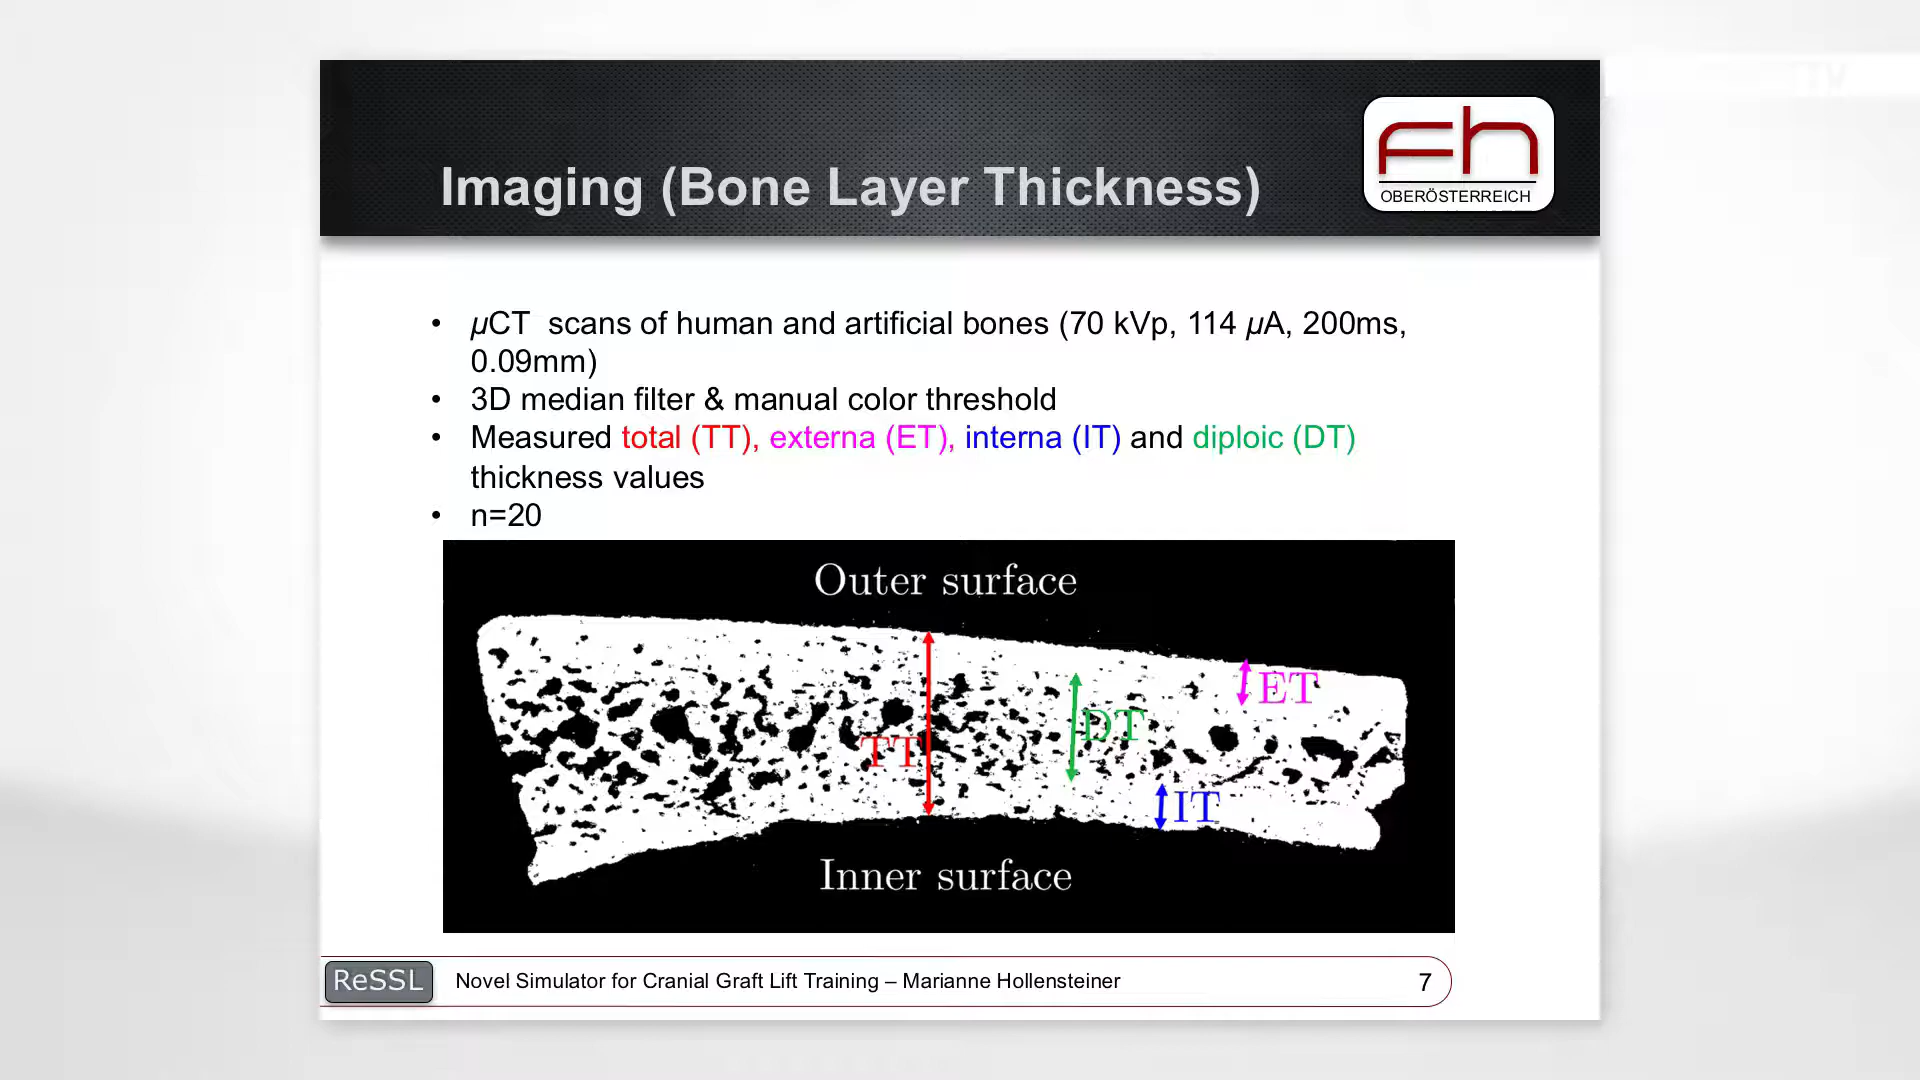 Imaging (Bone Layer Thickness)
fh
OBERÖSTERREICH
• µCT  scans of human and artificial bones (70 kVp, 114 µA, 200ms,
0.09mm)
• 3D median filter & manual color threshold
• Measured total (TT), externa (ET), interna (IT) and diploic (DT)
thickness values
• n=20
Outer surface
ET
DT
TT
IT
Inner surface
ReSSL
Novel Simulator for Cranial Graft Lift Training – Marianne Hollensteiner
7